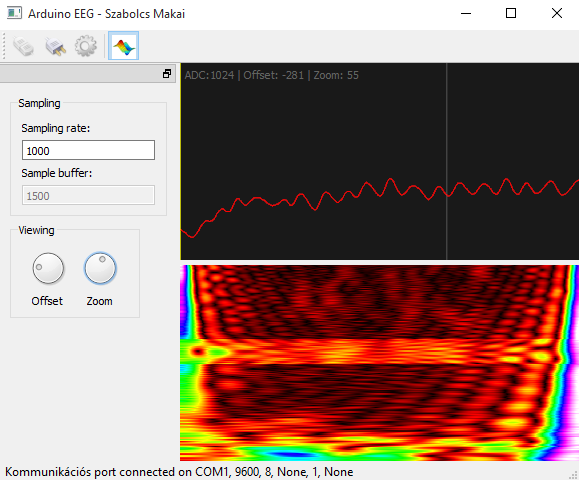 Arduino EEG - Szabolcs Makai
ADC:1024 | Offset: -281 | Zoom: 55
Sampling
Sampling rate:
1000
Sample buffer:
1500
Viewing
Offset Zoom
Kommunikációs port connected on COM1, 9600, 8, None, 1, None